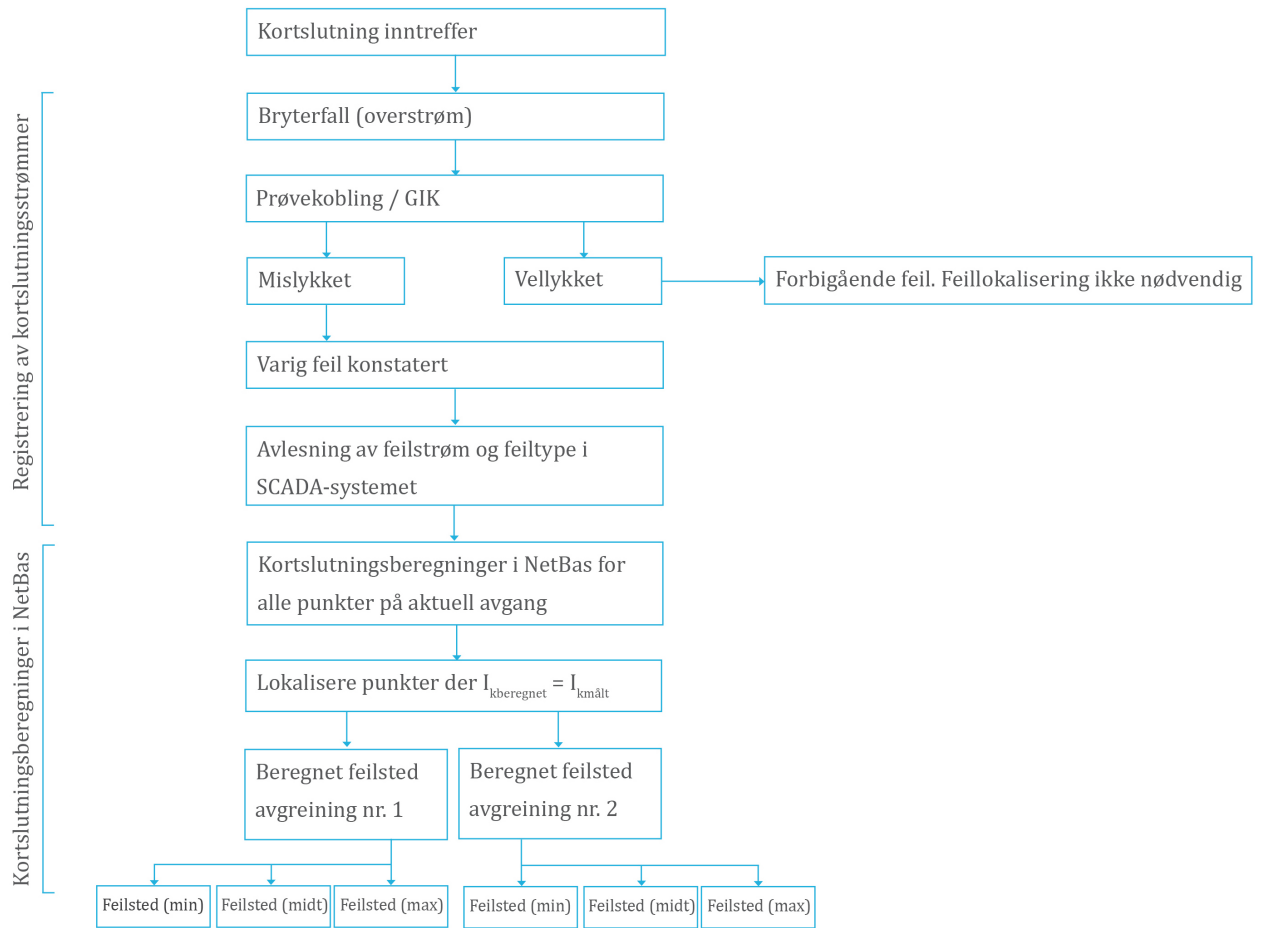 Kortslutning inntreffer
Registrering av kortslutningsstrømmer
Bryterfall (overstrøm)
Prøvekobling / GIK
Mislykket
Vellykket
Forbigående feil. Feillokalisering ikke nødvendig
Varig feil konstatert
Avlesning av feilstrøm og feiltype i
SCADA-systemet
Kortslutningsberegninger i NetBas
Kortslutningsberegninger i NetBas for
alle punkter på aktuell avgang
Lokalisere punkter der Ikberegnet = Ikmålt
Beregnet feilsted
avgreining nr. 1
Beregnet feilsted
avgreining nr. 2
Feilsted (min)
Feilsted (midt)
Feilsted (max)
Feilsted (min)
Feilsted (midt)
Feilsted (max)